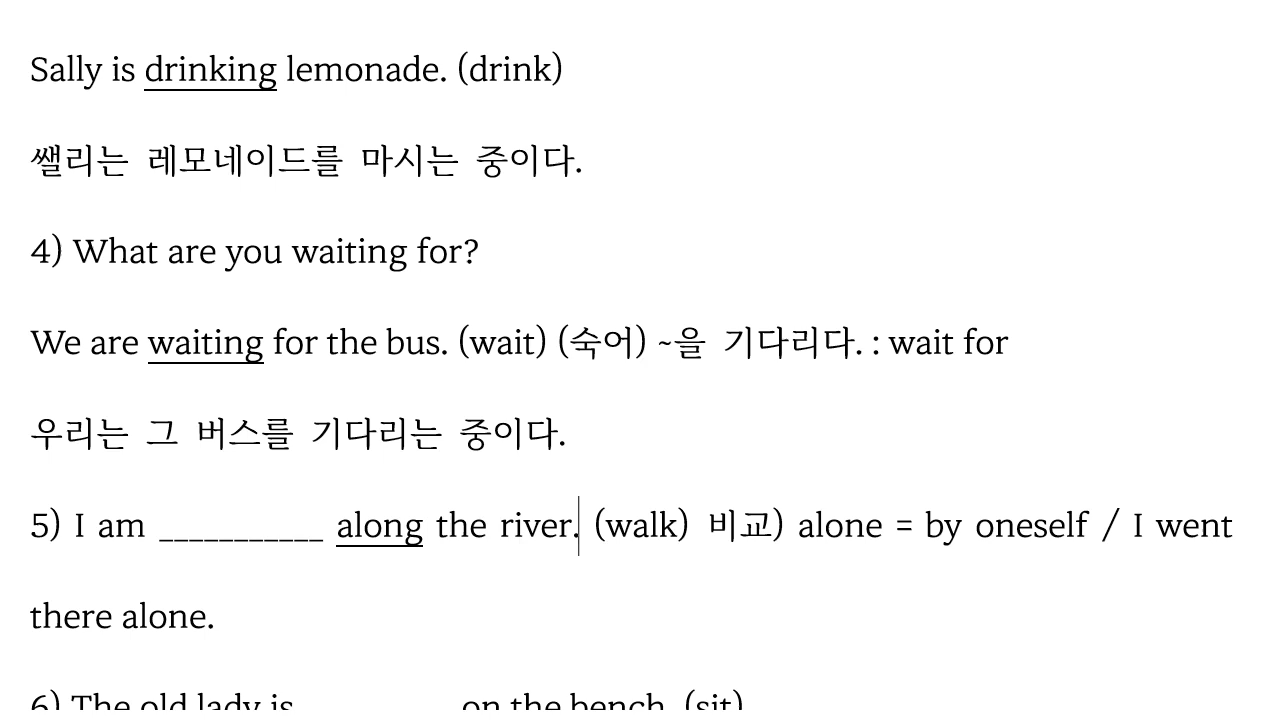 Sally is drinking lemonade. (drink)
쌜리는 레모네이드를 마시는 중이다.
4) What are you waiting for?
We are waiting for the bus. (wait) (숙어) ~을 기다리다. : wait for
우리는 그 버스를 기다리는 중이다.
5) I am ___________ along the river. (walk) 비교) alone = by oneself / I went
there alone.
6) The old lady is ___________ on the bench. (sit)